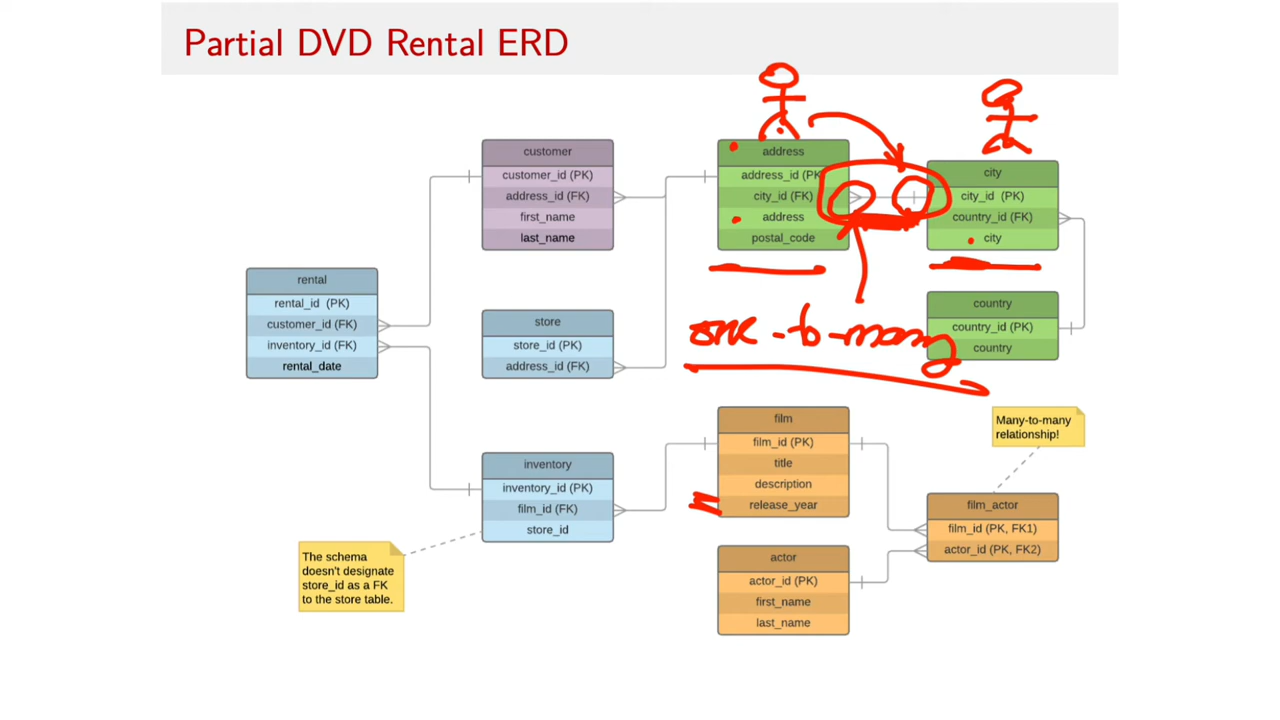 Partial DVD Rental ERD
customer
customer_id (PK)
address_id (FK)
first_name
last_name
address
address_id (PK
city_id (FK)
address
postal_code
city
city_id (PK)
country_id (FK)
city
rental
rental_id (PK)
customer_id (FK)
inventory_id (FK)
rental_date
store
store_id (PK)
address_id (FK)
country
country_id (PK)
country
one-to-many
inventory
inventory_id (PK)
film_id (FK)
store_id
film
film_id (PK)
title
description
release_year
Many-to-many
relationship!
film_actor
film_id (PK, FK1)
actor_id (PK, FK2)
The schema
doesn't designate
store_id as a FK
to the store table.
actor
actor_id (PK)
first_name
last_name